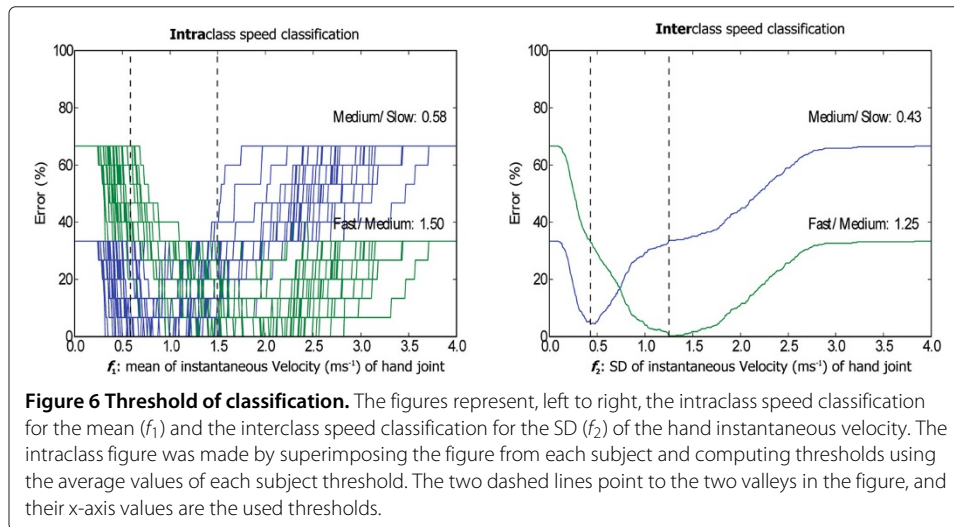 Intraclass speed classification
100
80
60
40
20
0
Error (%)
Medium/ Slow: 0.58
Fast/ Medium: 1.50
0.0 0.5 1.0 1.5 2.0 2.5 3.0 3.5 4.0
f₁: mean of instantaneous Velocity (ms⁻¹) of hand joint
Interclass speed classification
100
80
60
40
20
0
Error (%)
Medium/ Slow: 0.43
Fast/ Medium: 1.25
0.0 0.5 1.0 1.5 2.0 2.5 3.0 3.5 4.0
f₂: SD of instantaneous Velocity (ms⁻¹) of hand joint
Figure 6 Threshold of classification. The figures represent, left to right, the intraclass speed classification
for the mean (f₁) and the interclass speed classification for the SD (f₂) of the hand instantaneous velocity. The
intraclass figure was made by superimposing the figure from each subject and computing thresholds using
the average values of each subject threshold. The two dashed lines point to the two valleys in the figure, and
their x-axis values are the used thresholds.